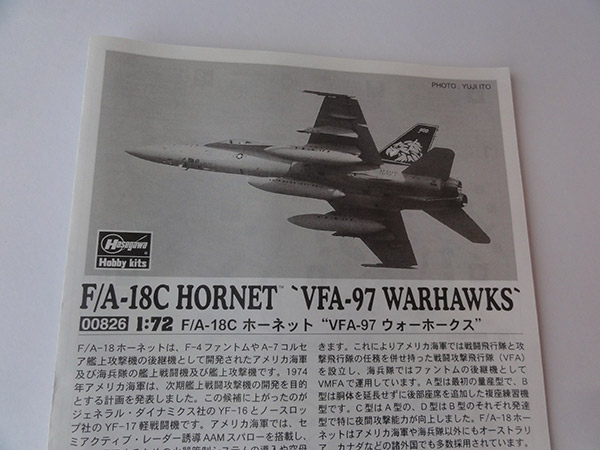 PHOTO : YUJI ITO
Hasegawa
Hobby kits
F/A-18C HORNET™ `VFA-97 WARHAWKS`
00826 1:72 F/A-18C ホーネット “VFA-97 ウォーホークス”
F/A-18ホーネットは、F-4ファントムやA-7コルセ
ア艦上攻撃機の後継機として開発されたアメリカ海軍
及び海兵隊の艦上戦闘機及び艦上攻撃機です。1974
年アメリカ海軍は、次期艦上戦闘攻撃機の開発を目的
とする計画を発表しました。この候補に上がったのが
ジェネラル・ダイナミクス社のYF-16とノースロッ
プ社のYF-17軽戦闘機です。アメリカ海軍では、セ
ミアクティブ・レーダー誘導AAMスパローを搭載し、
きます。これによりアメリカ海軍では戦闘飛行隊と攻
撃飛行隊の任務を併せ持った戦闘攻撃飛行隊（VFA）
を設立し、海兵隊ではファントムの後継機として
VMFAで運用しています。A型は最初の量産型で、B
型は胴体を延長せずに後部座席を追加した複座練習機
型です。C型はA型の、D型はB型のそれぞれ発達
型で特に夜間攻撃能力が向上しました。F/A-18ホー
ネットはアメリカ海軍や海兵隊以外にもオーストラリ
ア、カナダなどの諸外国でも多数採用されています。